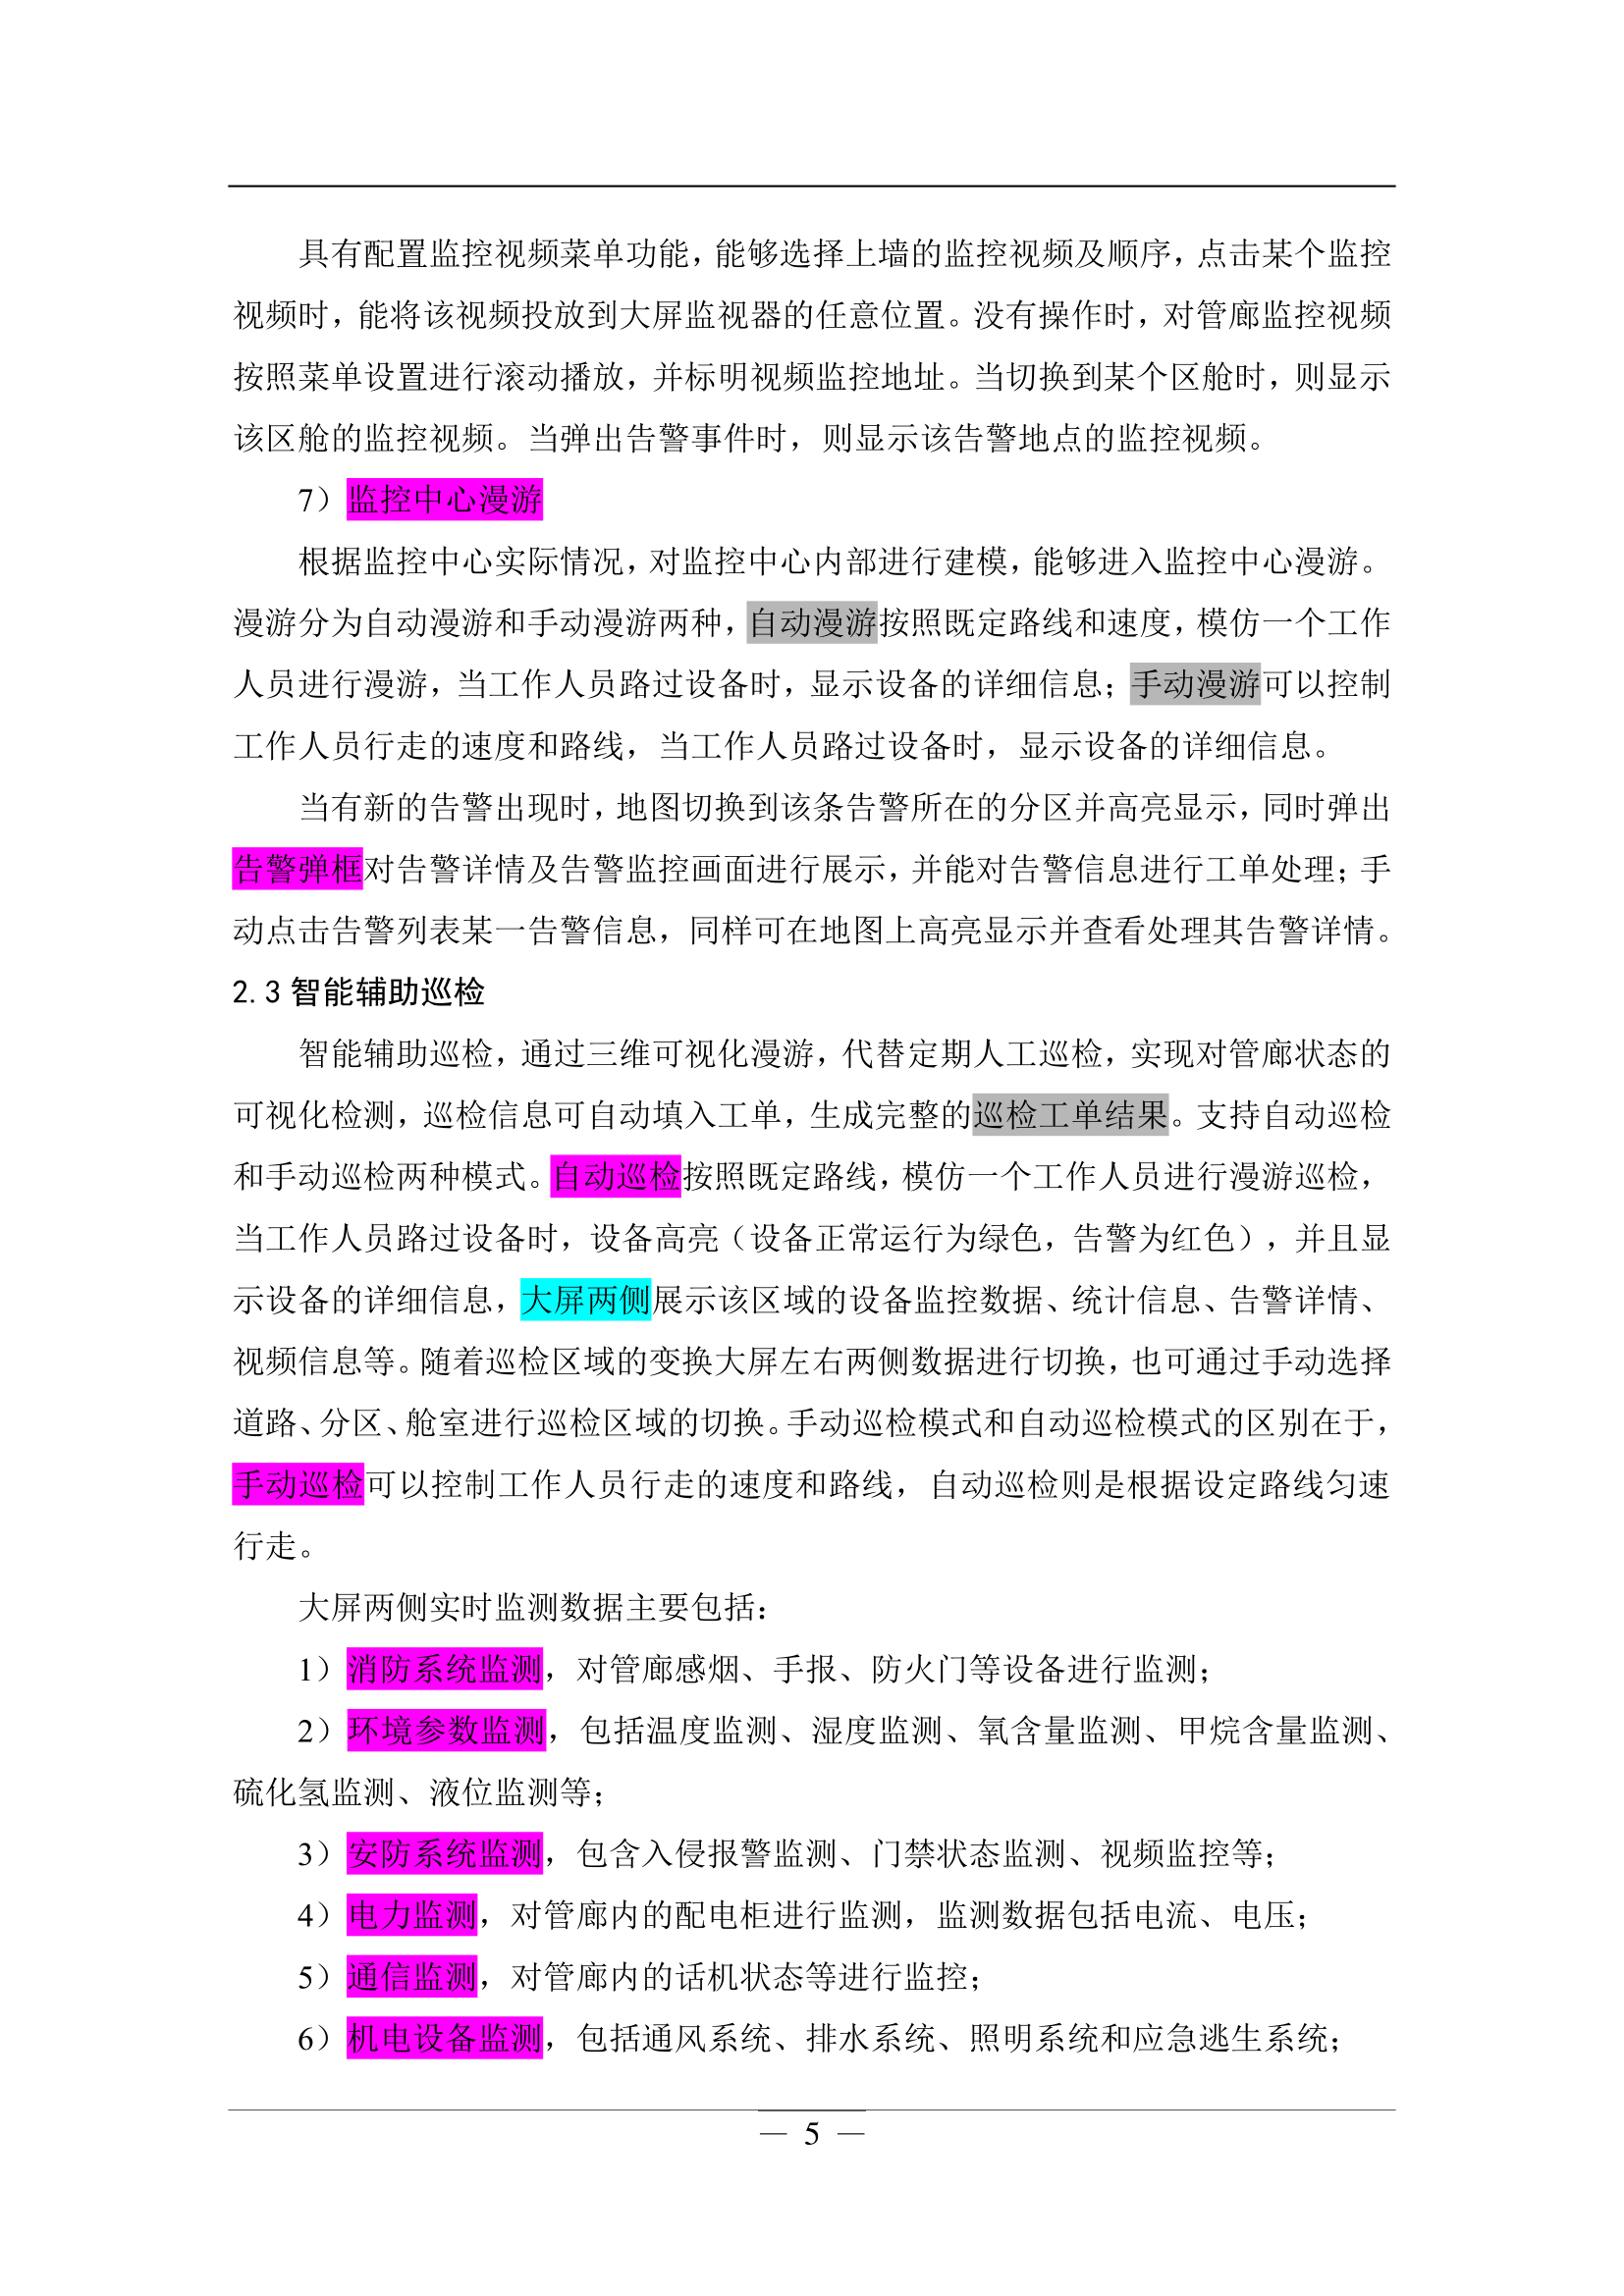 具有配置监控视频菜单功能，能够选择上墙的监控视频及顺序，点击某个监控
视频时，能将该视频投放到大屏监视器的任意位置。没有操作时，对管廊监控视频
按照菜单设置进行滚动播放，并标明视频监控地址。当切换到某个区舱时，则显示
该区舱的监控视频。当弹出告警事件时，则显示该告警地点的监控视频。
7）监控中心漫游
根据监控中心实际情况，对监控中心内部进行建模，能够进入监控中心漫游。
漫游分为自动漫游和手动漫游两种，自动漫游按照既定路线和速度，模仿一个工作
人员进行漫游，当工作人员路过设备时，显示设备的详细信息；手动漫游可以控制
工作人员行走的速度和路线，当工作人员路过设备时，显示设备的详细信息。
当有新的告警出现时，地图切换到该条告警所在的分区并高亮显示，同时弹出
告警弹框对告警详情及告警监控画面进行展示，并能对告警信息进行工单处理；手
动点击告警列表某一告警信息，同样可在地图上高亮显示并查看处理其告警详情。
2.3 智能辅助巡检
智能辅助巡检，通过三维可视化漫游，代替定期人工巡检，实现对管廊状态的
可视化检测，巡检信息可自动填入工单，生成完整的巡检工单结果。支持自动巡检
和手动巡检两种模式。自动巡检按照既定路线，模仿一个工作人员进行漫游巡检，
当工作人员路过设备时，设备高亮（设备正常运行为绿色，告警为红色），并且显
示设备的详细信息，大屏两侧展示该区域的设备监控数据、统计信息、告警详情、
视频信息等。随着巡检区域的变换大屏左右两侧数据进行切换，也可通过手动选择
道路、分区、舱室进行巡检区域的切换。手动巡检模式和自动巡检模式的区别在于，
手动巡检可以控制工作人员行走的速度和路线，自动巡检则是根据设定路线匀速
行走。
大屏两侧实时监测数据主要包括：
1）消防系统监测，对管廊感烟、手报、防火门等设备进行监测；
2）环境参数监测，包括温度监测、湿度监测、氧含量监测、甲烷含量监测、
硫化氢监测、液位监测等；
3）安防系统监测，包含入侵报警监测、门禁状态监测、视频监控等；
4）电力监测，对管廊内的配电柜进行监测，监测数据包括电流、电压；
5）通信监测，对管廊内的话机状态等进行监控；
6）机电设备监测，包括通风系统、排水系统、照明系统和应急逃生系统；
— 5 —